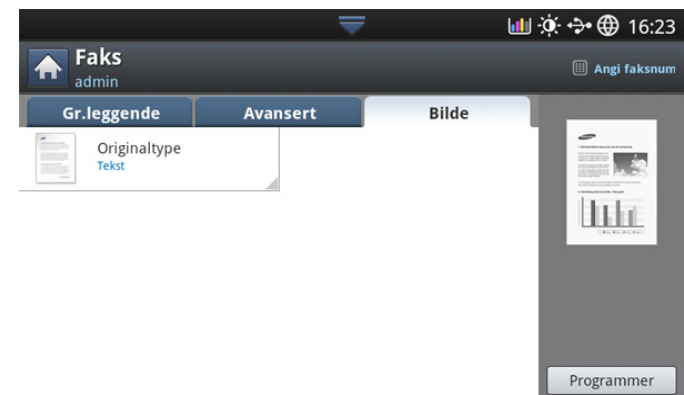 16:23
Faks
admin
Angi faksnum
Gr.leggende
Avansert
Bilde
Originaltype
Tekst
Programmer